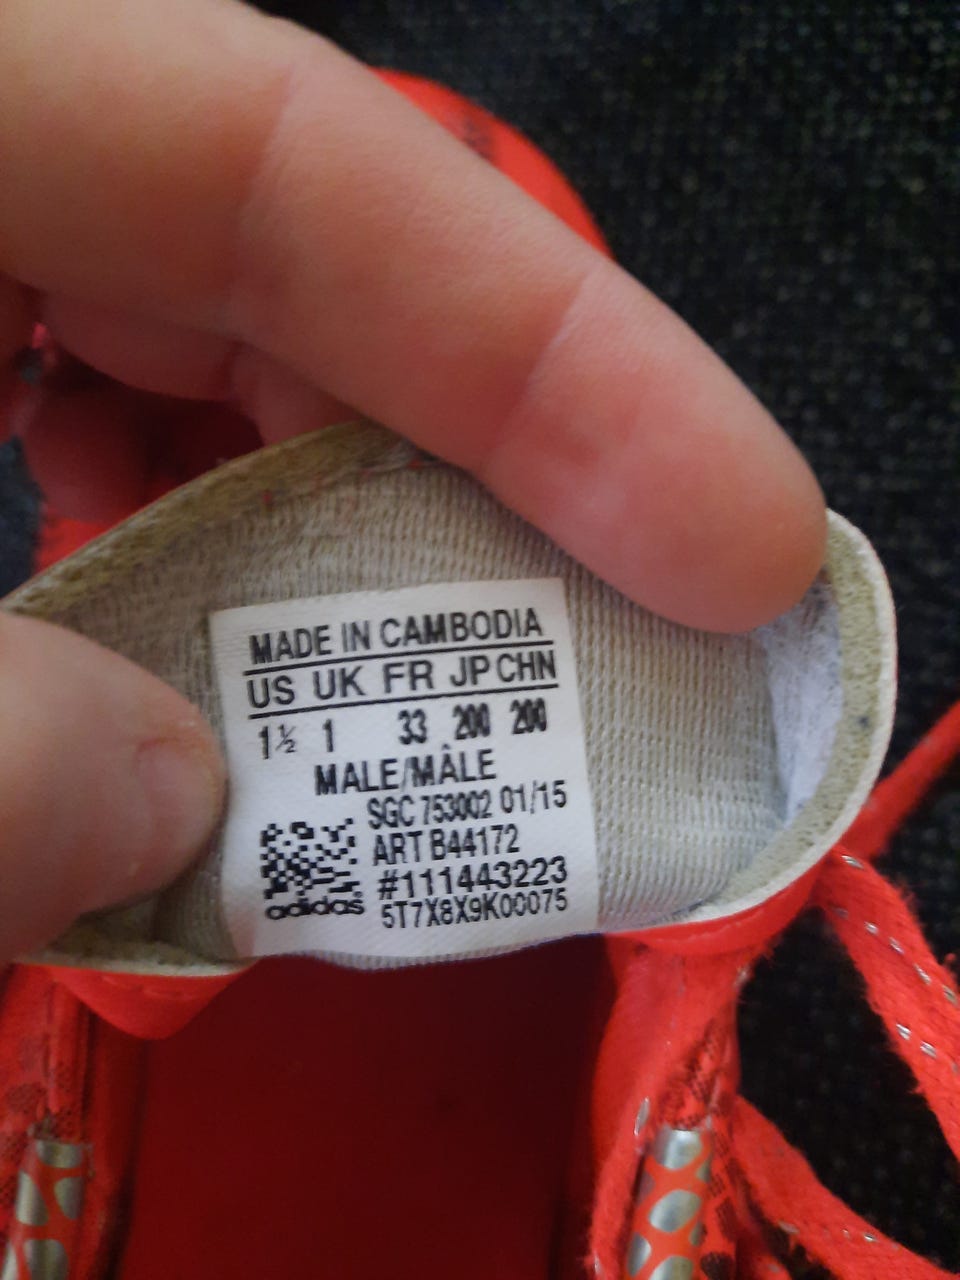 MADE IN CAMBODIA
US UK FR JP CHN
1½ 1 33 200 200
MALE/MÂLE
SGC 753002 01/15
ART B44172
#111443223
adidas 5T7X8X9K00075